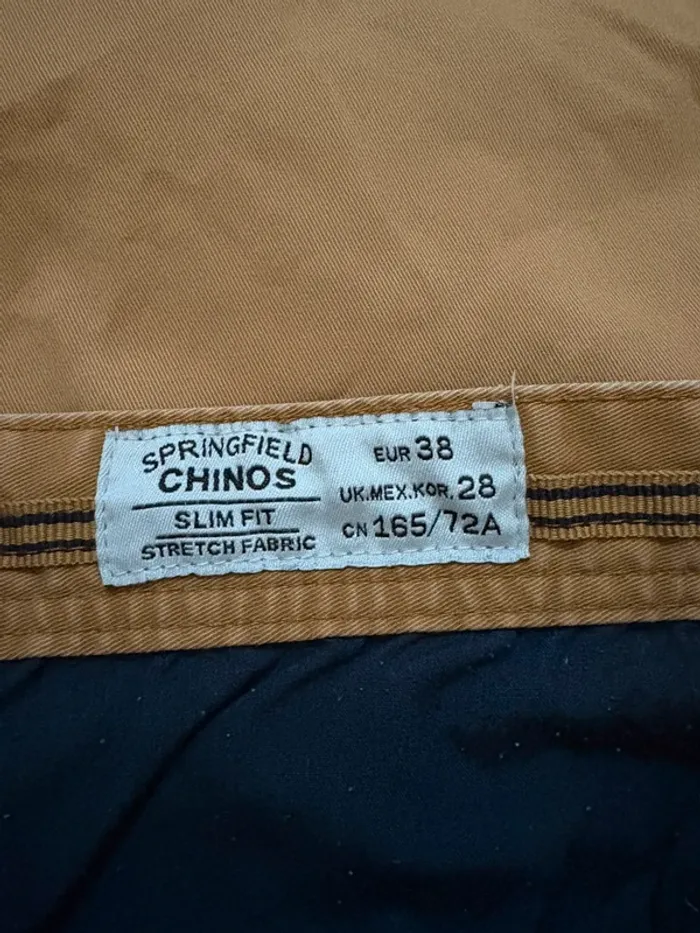 SPRINGFIELD
CHINOS
SLIM FIT
STRETCH FABRIC
EUR 38
UK.MEX.KOR. 28
CN 165/72A